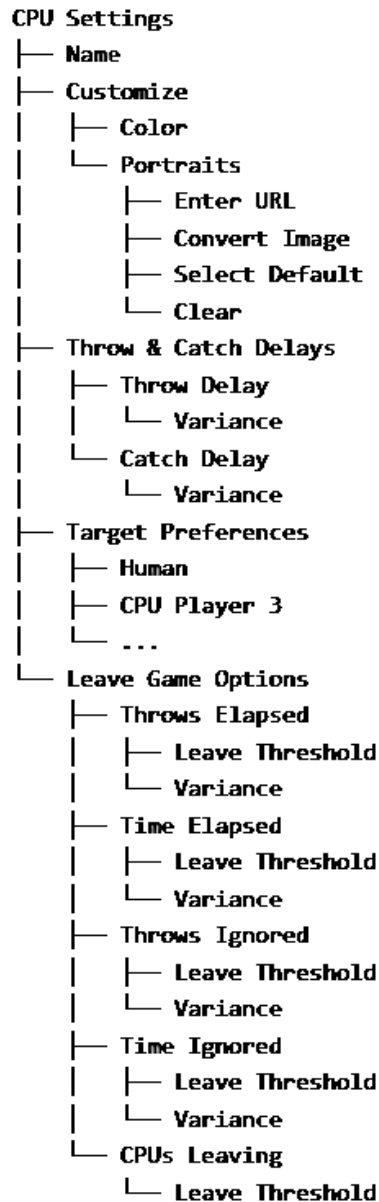 CPU Settings
├── Name
├── Customize
│   ├── Color
│   └── Portraits
│       ├── Enter URL
│       ├── Convert Image
│       ├── Select Default
│       └── Clear
├── Throw & Catch Delays
│   ├── Throw Delay
│   │   └── Variance
│   └── Catch Delay
│       └── Variance
├── Target Preferences
│   ├── Human
│   ├── CPU Player 3
│   └── ...
└── Leave Game Options
    ├── Throws Elapsed
    │   ├── Leave Threshold
    │   └── Variance
    ├── Time Elapsed
    │   ├── Leave Threshold
    │   └── Variance
    ├── Throws Ignored
    │   ├── Leave Threshold
    │   └── Variance
    ├── Time Ignored
    │   ├── Leave Threshold
    │   └── Variance
    └── CPUs Leaving
        └── Leave Threshold